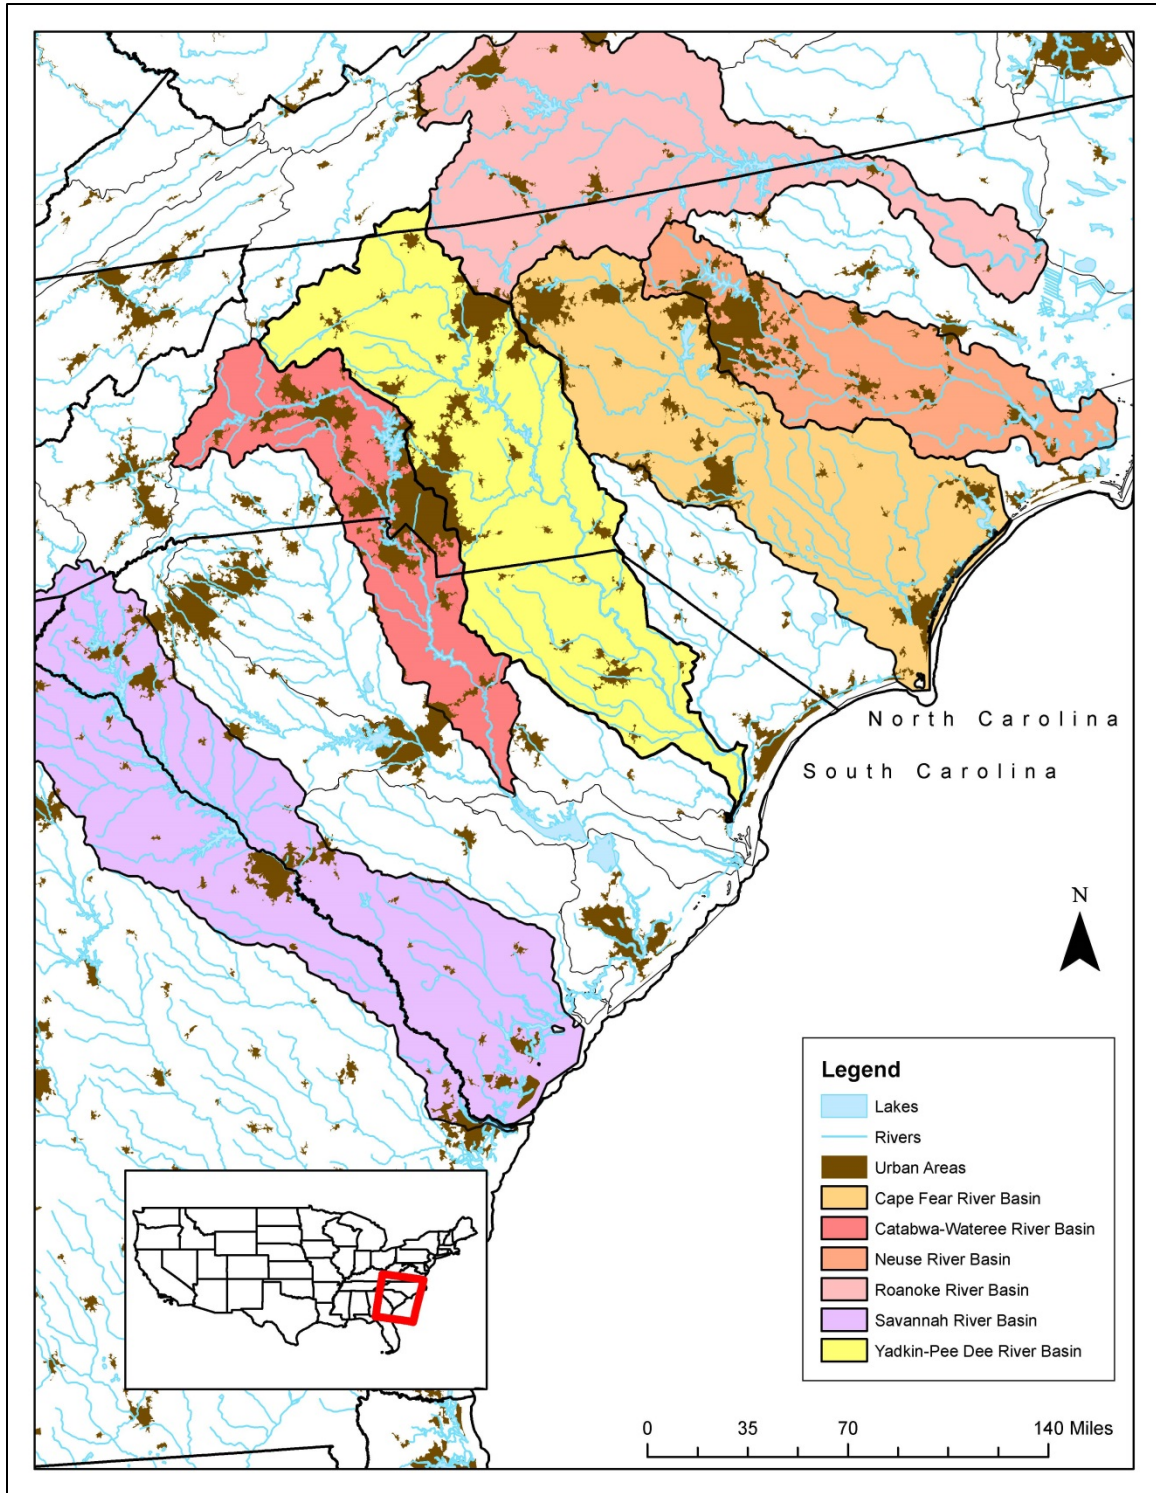 North Carolina
South Carolina
N
Legend
Lakes
Rivers
Urban Areas
Cape Fear River Basin
Catabwa-Wateree River Basin
Neuse River Basin
Roanoke River Basin
Savannah River Basin
Yadkin-Pee Dee River Basin
0 35 70 140 Miles